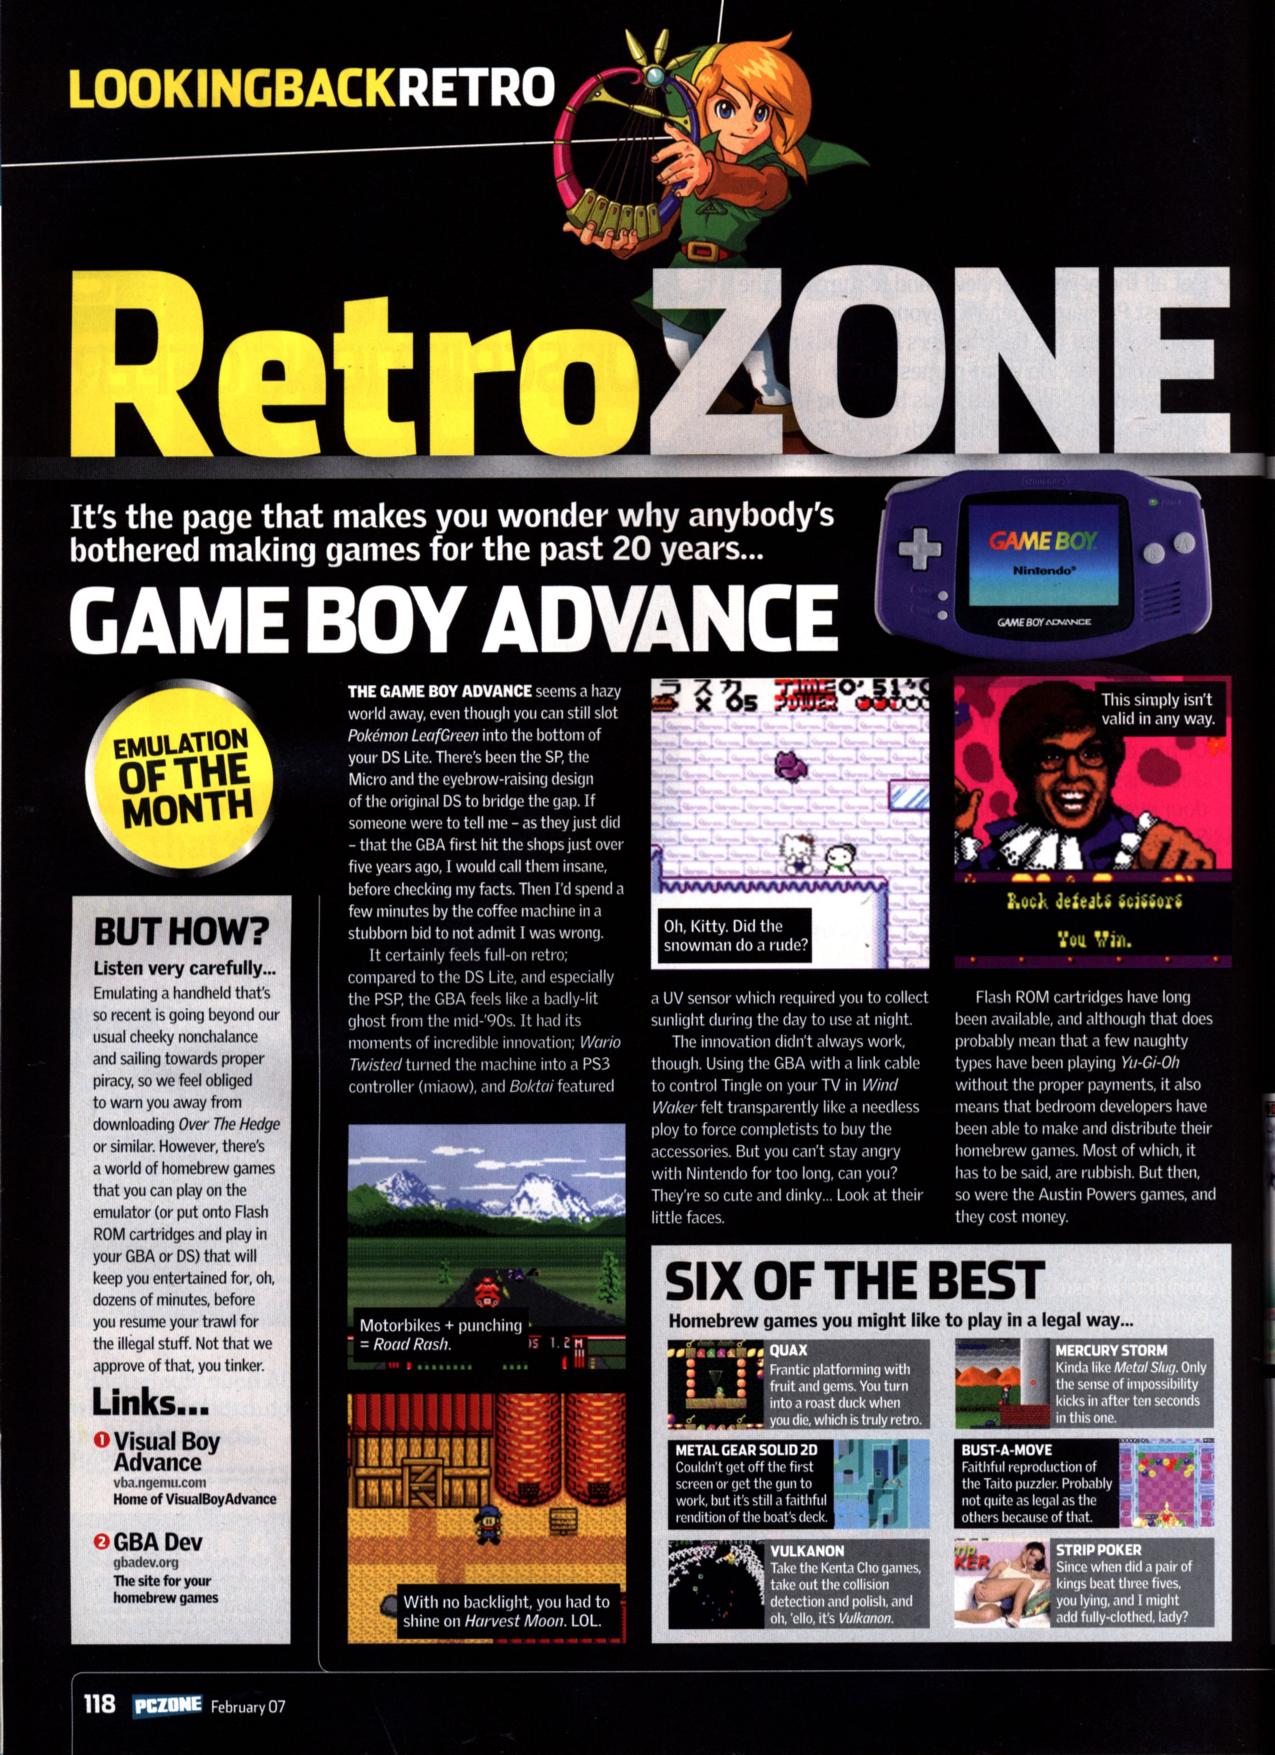 LOOKINGBACKRETRO
RetroZONE
It's the page that makes you wonder why anybody's
bothered making games for the past 20 years...
GAME BOY ADVANCE
GAME BOY
Nintendo®
GAME BOY ADVANCE
EMULATION
OF THE
MONTH
BUT HOW?
Listen very carefully...
Emulating a handheld that's
so recent is going beyond our
usual cheeky nonchalance
and sailing towards proper
piracy, so we feel obliged
to warn you away from
downloading Over The Hedge
or similar. However, there's
a world of homebrew games
that you can play on the
emulator (or put onto Flash
ROM cartridges and play in
your GBA or DS) that will
keep you entertained for, oh,
dozens of minutes, before
you resume your trawl for
the illegal stuff. Not that we
approve of that, you tinker.
Links...
1 Visual Boy
Advance
vba.ngemu.com
Home of VisualBoyAdvance
2 GBA Dev
gbadev.org
The site for your
homebrew games
THE GAME BOY ADVANCE seems a hazy
world away, even though you can still slot
Pokémon LeafGreen into the bottom of
your DS Lite. There's been the SP, the
Micro and the eyebrow-raising design
of the original DS to bridge the gap. If
someone were to tell me – as they just did
– that the GBA first hit the shops just over
five years ago, I would call them insane,
before checking my facts. Then I'd spend a
few minutes by the coffee machine in a
stubborn bid to not admit I was wrong.
It certainly feels full-on retro;
compared to the DS Lite, and especially
the PSP, the GBA feels like a badly-lit
ghost from the mid-'90s. It had its
moments of incredible innovation; Wario
Twisted turned the machine into a PS3
controller (miaow), and Boktai featured
Motorbikes + punching
= Road Rash.
1.2M
With no backlight, you had to
shine on Harvest Moon. LOL.
ラスカ TIME 0'51"0
× 05 POWER
Oh, Kitty. Did the
snowman do a rude?
a UV sensor which required you to collect
sunlight during the day to use at night.
The innovation didn't always work,
though. Using the GBA with a link cable
to control Tingle on your TV in Wind
Waker felt transparently like a needless
ploy to force completists to buy the
accessories. But you can't stay angry
with Nintendo for too long, can you?
They're so cute and dinky... Look at their
little faces.
This simply isn't
valid in any way.
Rock defeats scissors
You Win.
Flash ROM cartridges have long
been available, and although that does
probably mean that a few naughty
types have been playing Yu-Gi-Oh
without the proper payments, it also
means that bedroom developers have
been able to make and distribute their
homebrew games. Most of which, it
has to be said, are rubbish. But then,
so were the Austin Powers games, and
they cost money.
SIX OF THE BEST
Homebrew games you might like to play in a legal way...
QUAX
Frantic platforming with
fruit and gems. You turn
into a roast duck when
you die, which is truly retro.
MERCURY STORM
Kinda like Metal Slug. Only
the sense of impossibility
kicks in after ten seconds
in this one.
METAL GEAR SOLID 2D
Couldn't get off the first
screen or get the gun to
work, but it's still a faithful
rendition of the boat's deck.
BUST-A-MOVE
Faithful reproduction of
the Taito puzzler. Probably
not quite as legal as the
others because of that.
VULKANON
Take the Kenta Cho games,
take out the collision
detection and polish, and
oh, 'ello, it's Vulkanon.
STRIP POKER
Since when did a pair of
kings beat three fives,
you lying, and I might
add fully-clothed, lady?
118 PCZONE February 07